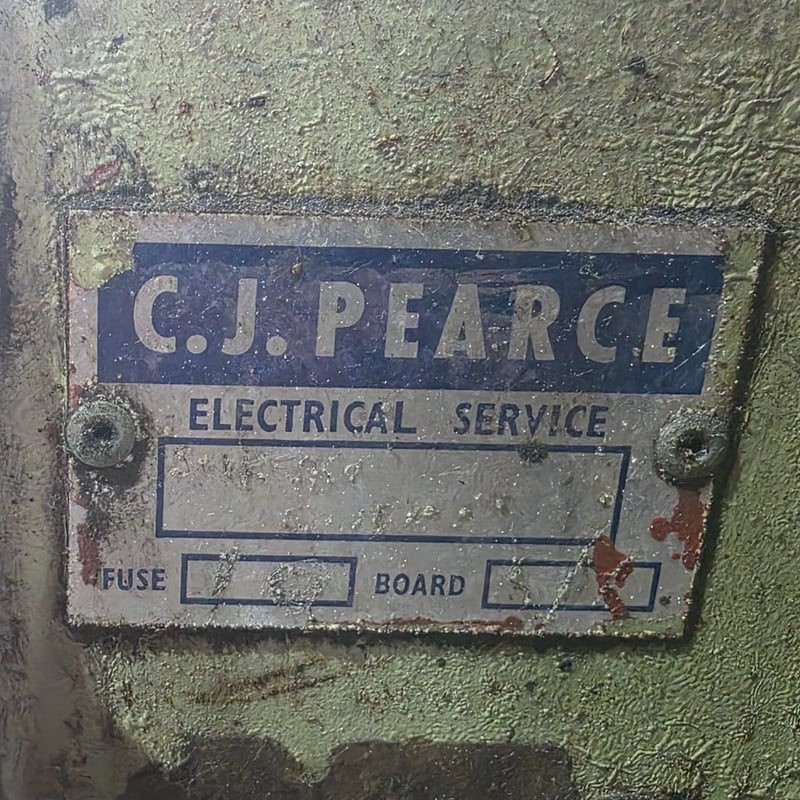 C.J. PEARCE
ELECTRICAL SERVICE
FUSE BOARD